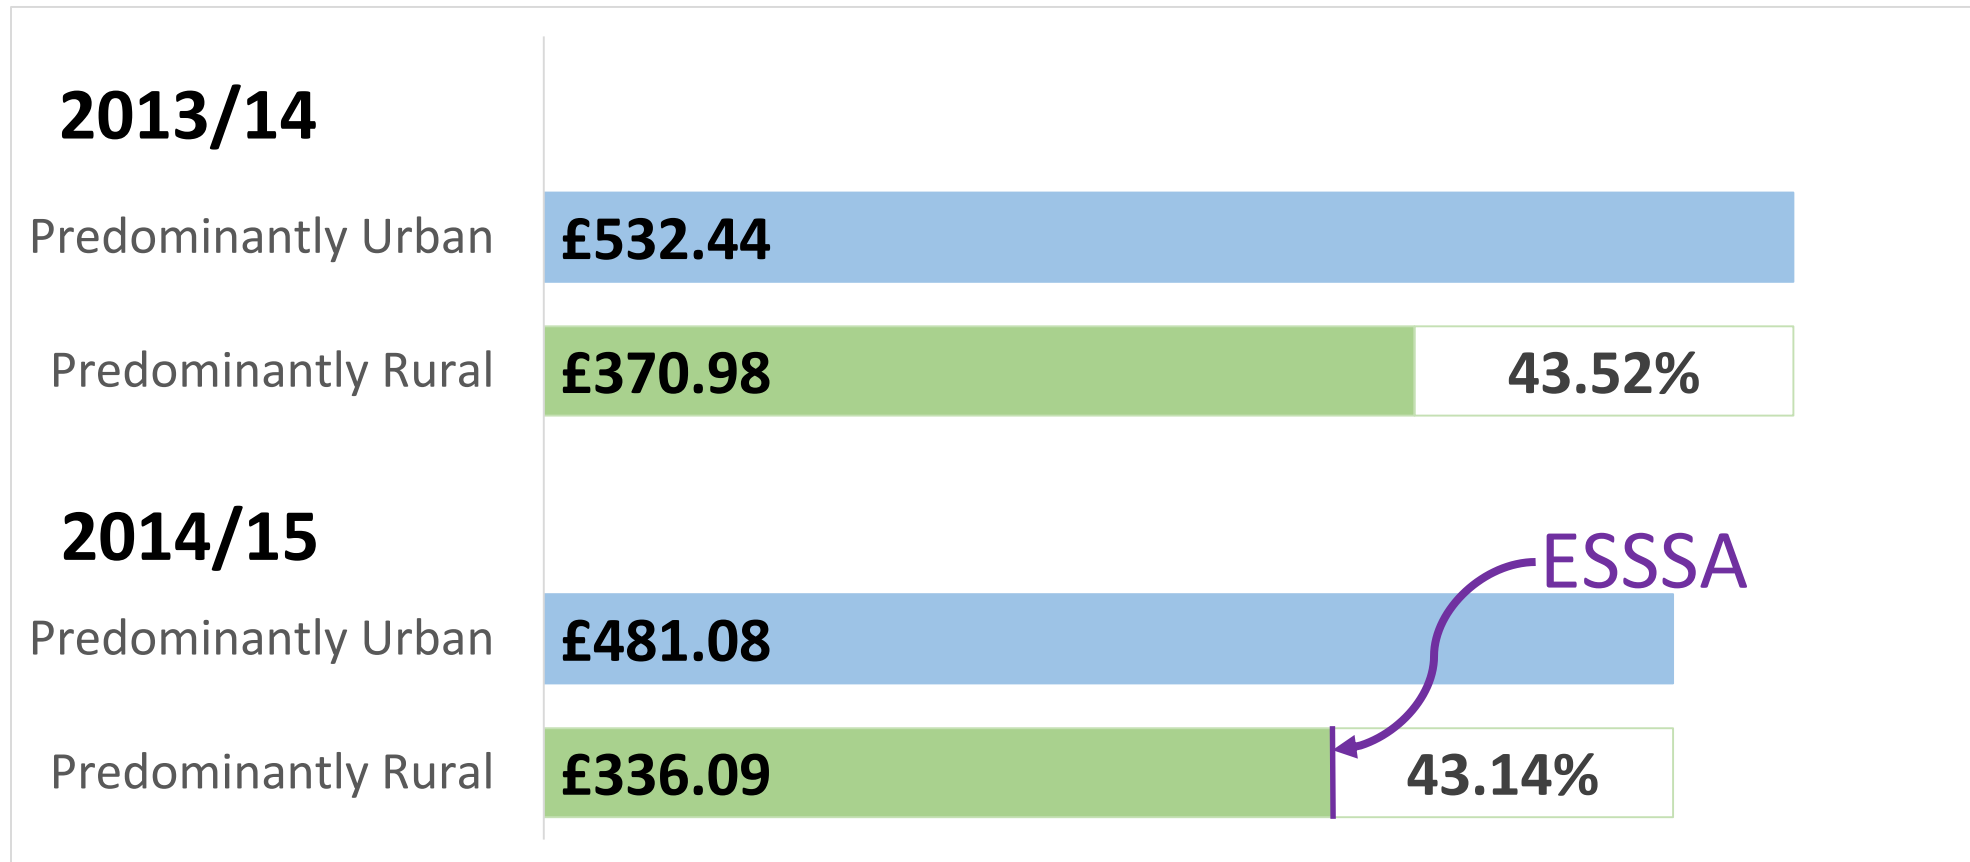 2013/14
Predominantly Urban £532.44
Predominantly Rural £370.98 43.52%
2014/15
ESSSA
Predominantly Urban £481.08
Predominantly Rural £336.09 43.14%